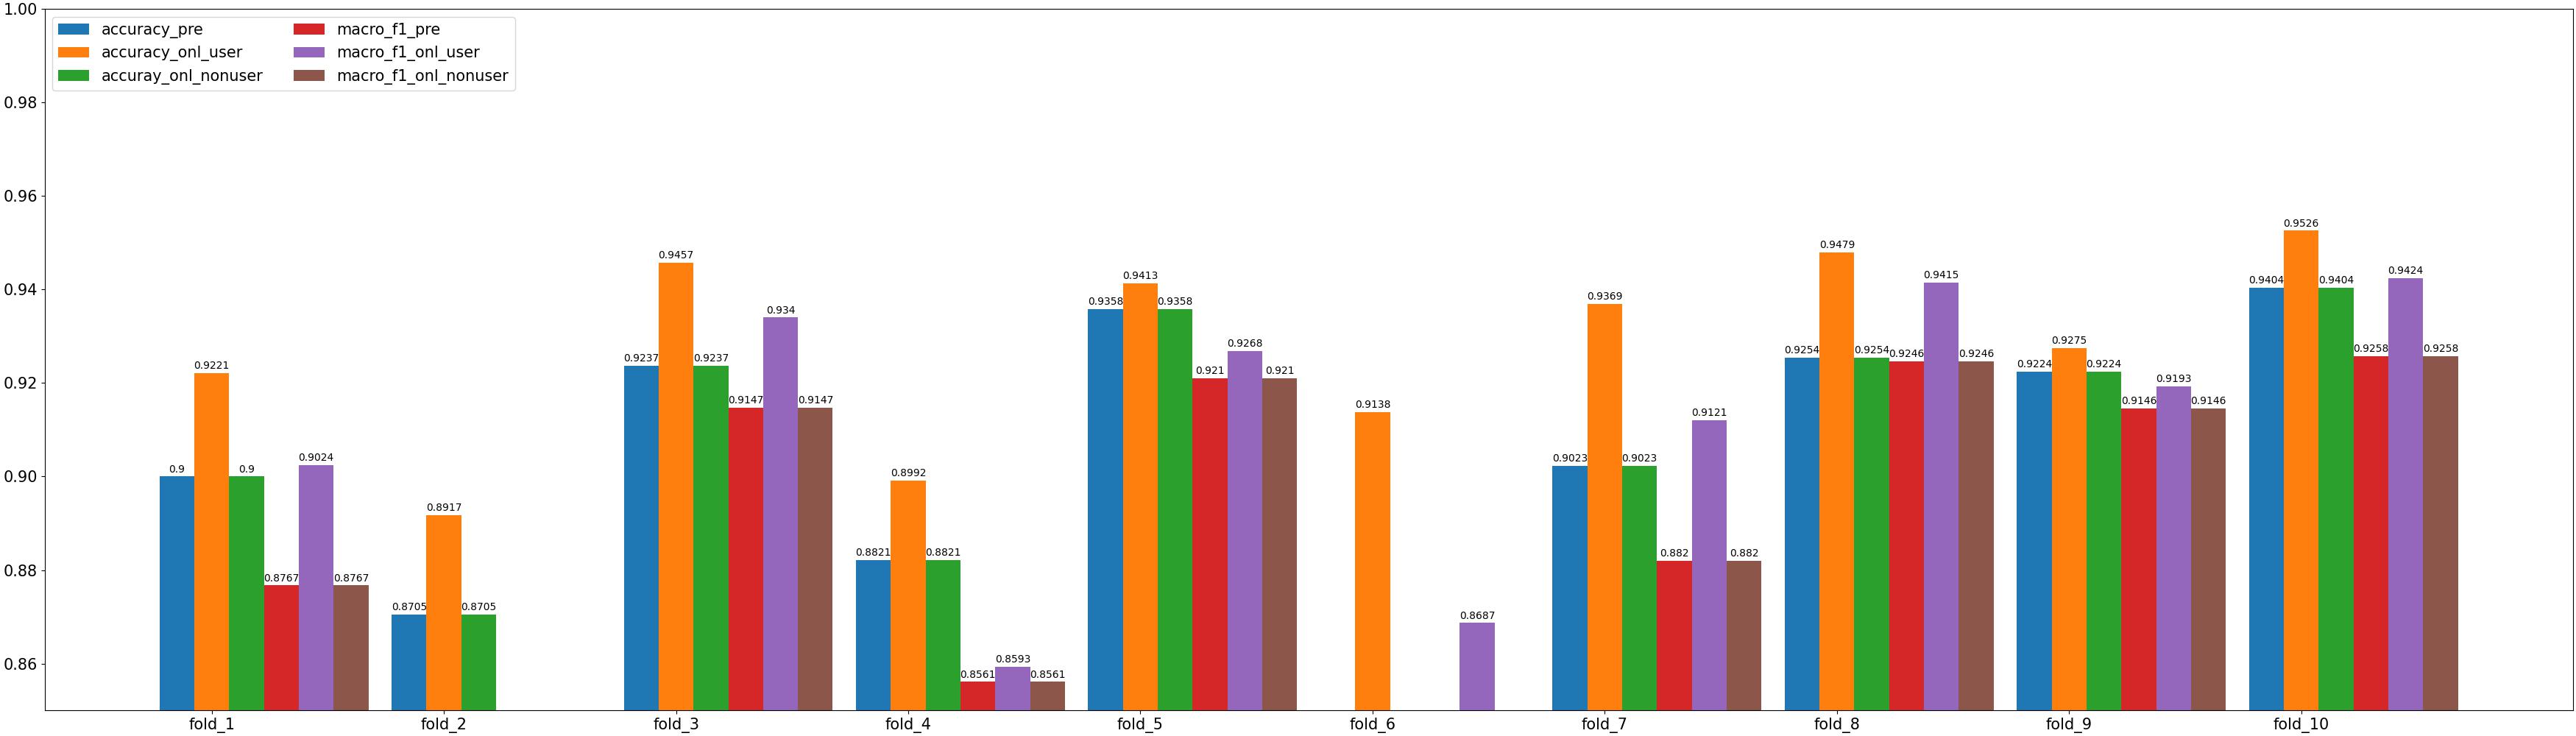 1.00
0.98
0.96
0.94
0.92
0.90
0.88
0.86
accuracy_pre
accuracy_onl_user
accuray_onl_nonuser
macro_f1_pre
macro_f1_onl_user
macro_f1_onl_nonuser
0.9 0.9221 0.9 0.8767 0.9024 0.8767
0.8705 0.8917 0.8705
0.9237 0.9457 0.9237 0.9147 0.934 0.9147
0.8821 0.8992 0.8821 0.8561 0.8593 0.8561
0.9358 0.9413 0.9358 0.921 0.9268 0.921
0.9138 0.8687
0.9023 0.9369 0.9023 0.882 0.9121 0.882
0.9254 0.9479 0.9254 0.9246 0.9415 0.9246
0.9224 0.9275 0.9224 0.9146 0.9193 0.9146
0.9404 0.9526 0.9404 0.9258 0.9424 0.9258
fold_1 fold_2 fold_3 fold_4 fold_5 fold_6 fold_7 fold_8 fold_9 fold_10